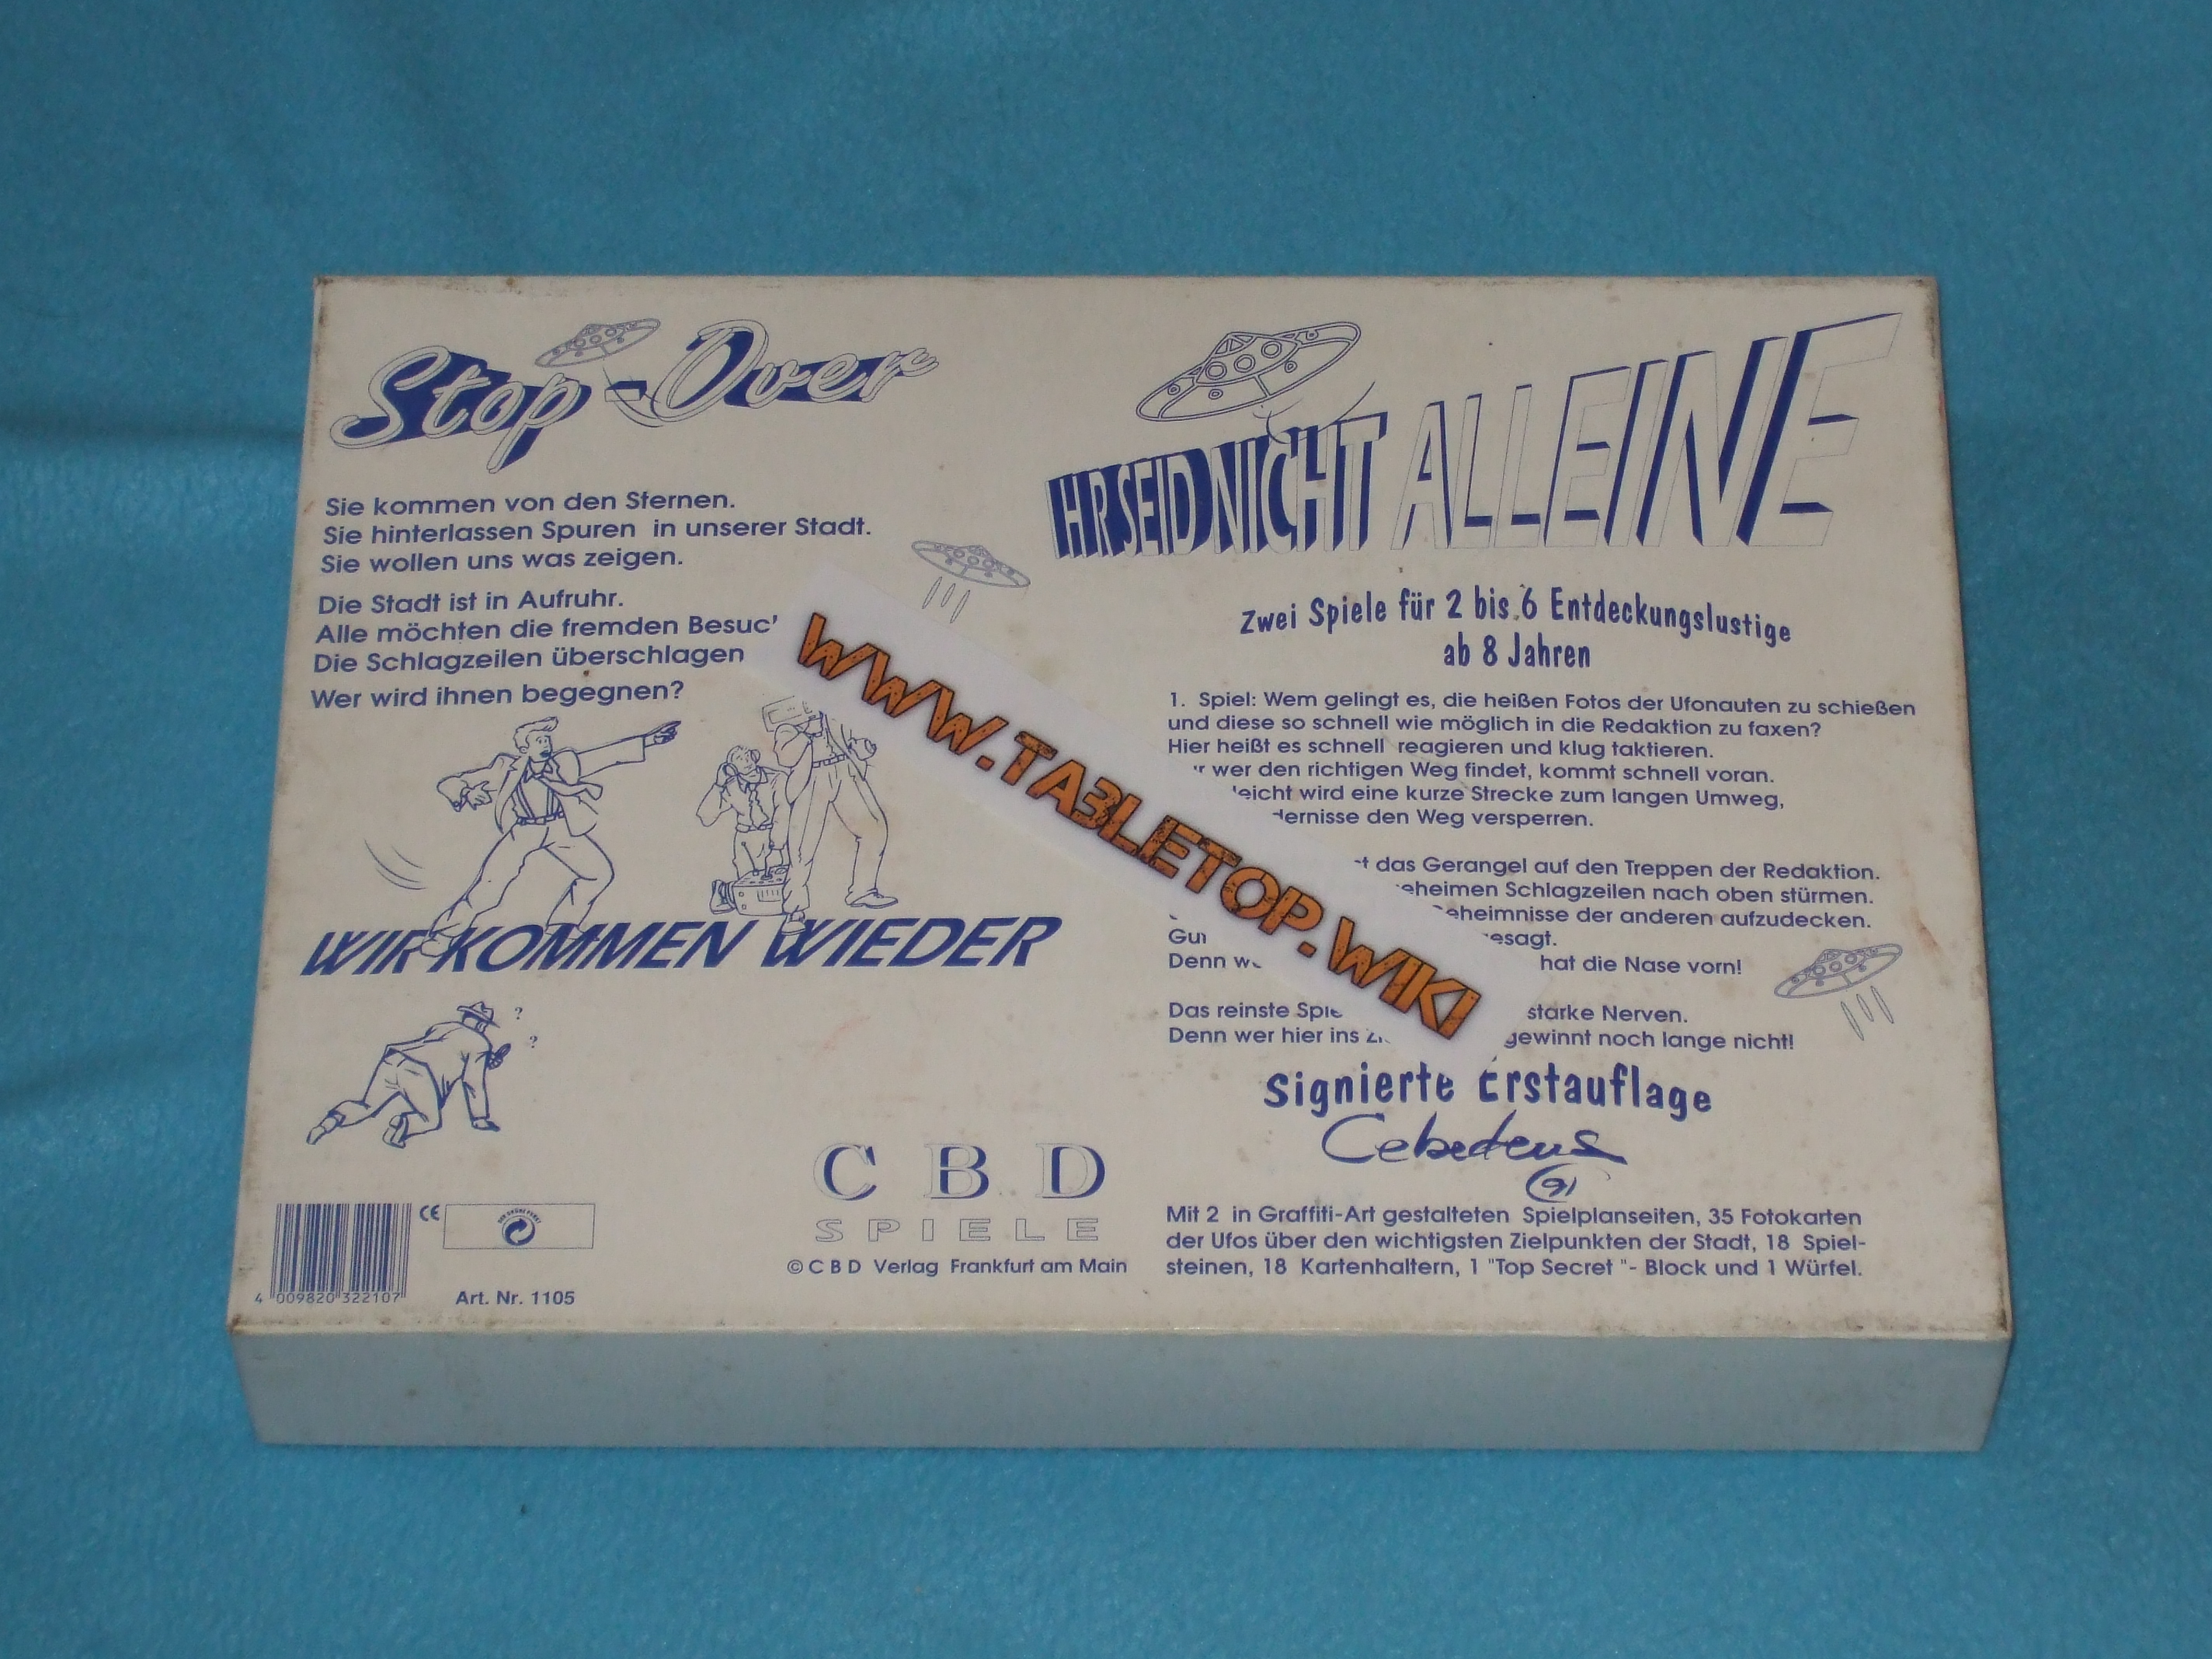 Stop-Over
Sie kommen von den Sternen.
Sie hinterlassen Spuren in unserer Stadt.
Sie wollen uns was zeigen.
Die Stadt ist in Aufruhr.
Alle möchten die fremden
Die Schlagzeilen überschlagen
Wer wird ihnen begegnen?
WIR KOMMEN WIEDER
? ?
CE
DER GRÜNE PUNKT
4 009820 322107
Art. Nr. 1105
C B D
SPIELE
© C B D Verlag Frankfurt am Main
WWW.TABLETOP.WIKI
IHR SEID NICHT ALLEINE
Zwei Spiele für 2 bis 6 Entdeckungslustige
ab 8 Jahren
1. Spiel: Wem gelingt es, die heißen Fotos der Ufonauten zu schießen
und diese so schnell wie möglich in die Redaktion zu faxen?
Hier heißt es schnell reagieren und klug taktieren.
wer den richtigen Weg findet, kommt schnell voran.
wird eine kurze Strecke zum langen Umweg,
den Weg versperren.
das Gerangel auf den Treppen der Redaktion.
Schlagzeilen nach oben stürmen.
der anderen aufzudecken.
Denn hat die Nase vorn!
Das reinste starke Nerven.
Denn wer hier ins gewinnt noch lange nicht!
Signierte Erstauflage
91
Mit 2 in Graffiti-Art gestalteten Spielplanseiten, 35 Fotokarten
der Ufos über den wichtigsten Zielpunkten der Stadt, 18 Spiel-
steinen, 18 Kartenhaltern, 1 "Top Secret "- Block und 1 Würfel.